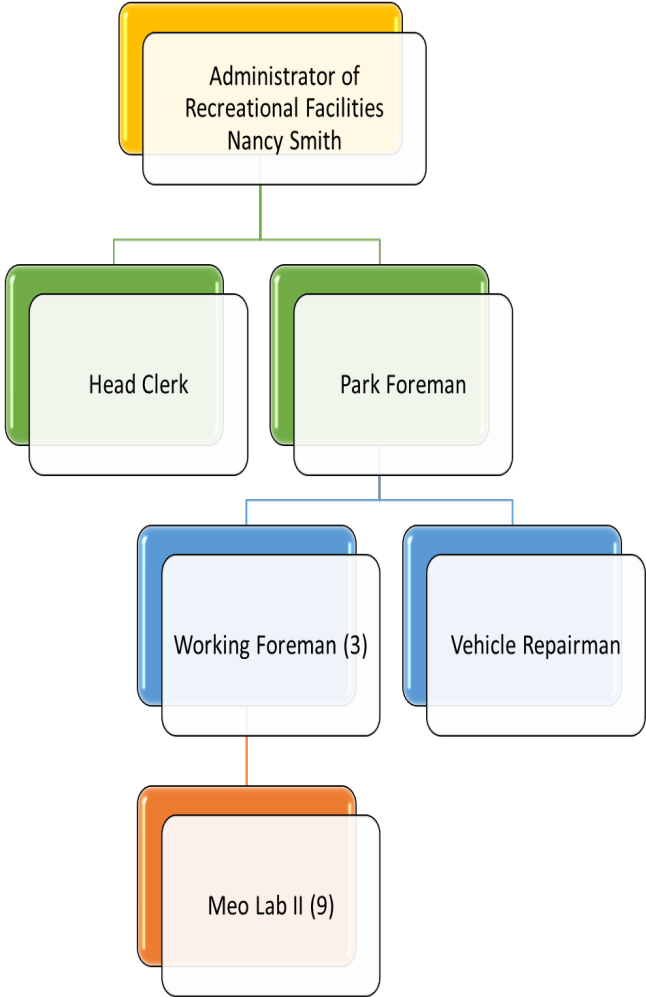 Administrator of
Recreational Facilities
Nancy Smith
Head Clerk
Park Foreman
Working Foreman (3)
Vehicle Repairman
Meo Lab II (9)